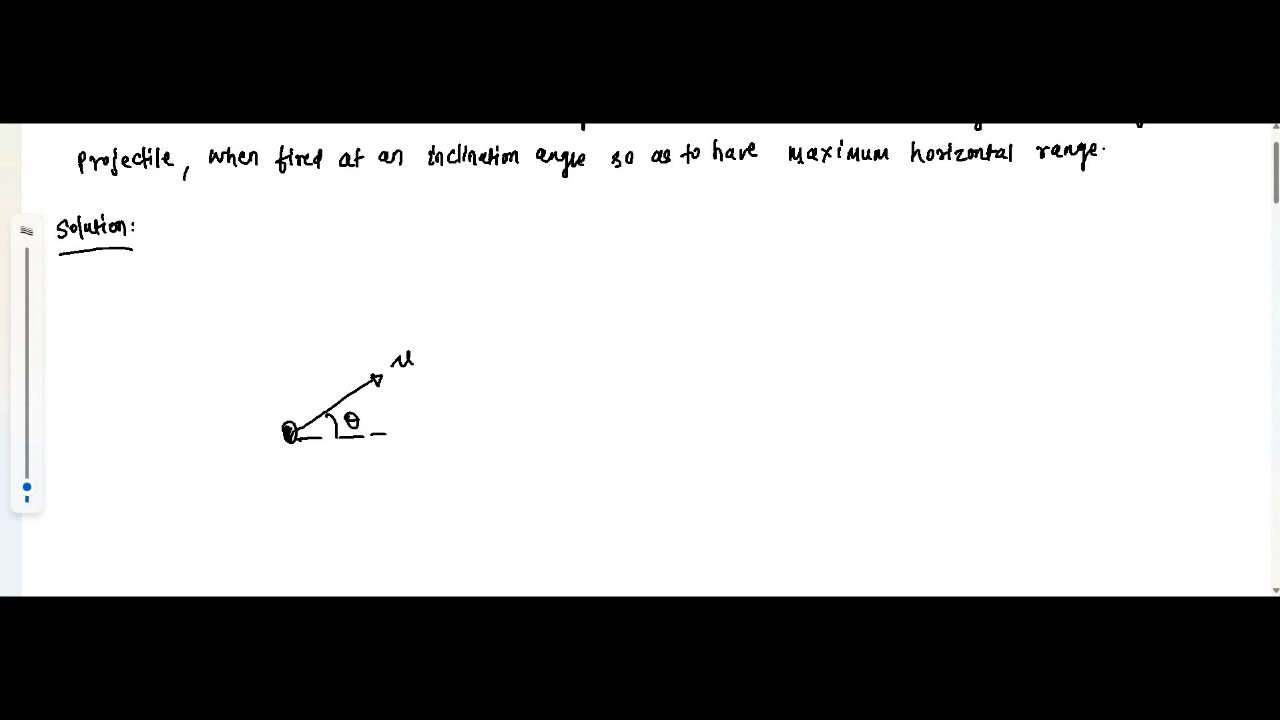 projectile, when fired at an inclination angle so as to have maximum horizontal range.
Solution:
u
θ